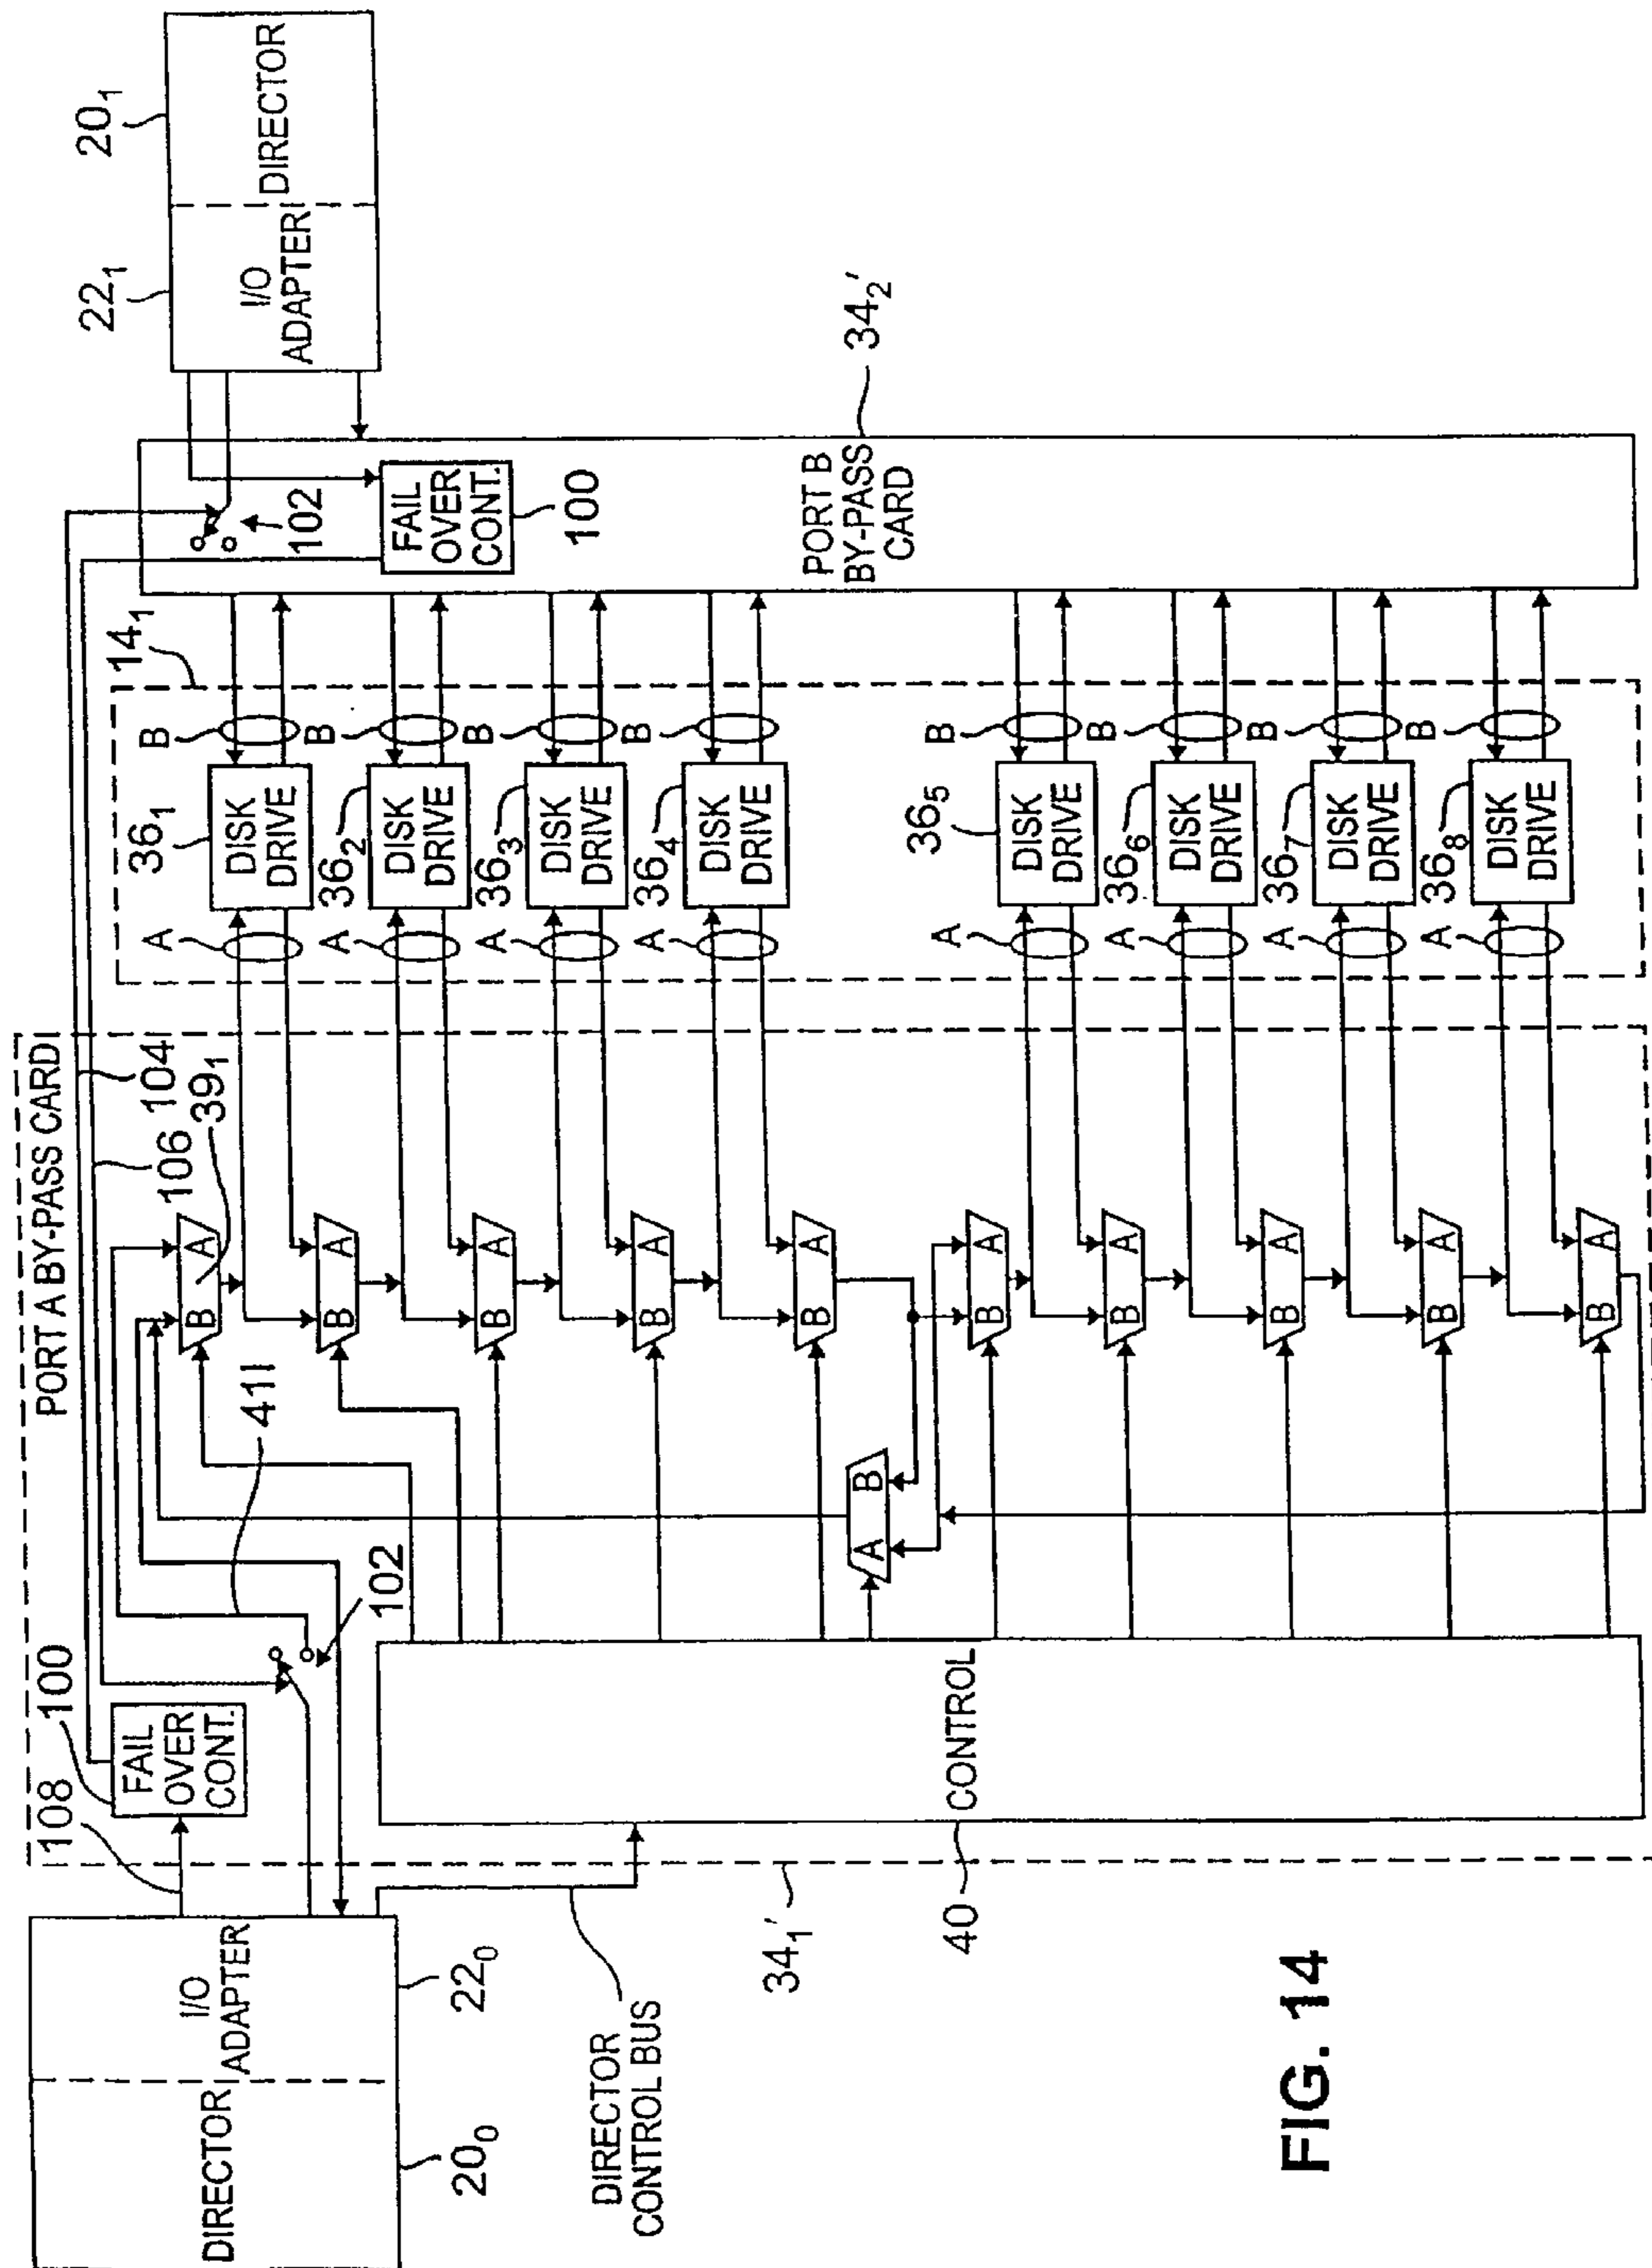 20₁
DIRECTOR
22₁
I/O
ADAPTER
34₂'
PORT B
BY-PASS
CARD
FAIL
OVER
CONT.
100
102
14₁
B
B
B
B
B
B
B
B
36₁
DISK
DRIVE
36₂
DISK
DRIVE
36₃
DISK
DRIVE
36₄
DISK
DRIVE
36₅
DISK
DRIVE
36₆
DISK
DRIVE
36₇
DISK
DRIVE
36₈
DISK
DRIVE
A
A
A
A
A
A
A
A
PORT A BY-PASS CARD
104
106
39₁
B A
B A
B A
B A
B A
B A
B A
B A
B A
B A
A B
41I
102
100
FAIL
OVER
CONT.
108
CONTROL
40
34₁'
DIRECTOR
CONTROL BUS
I/O
ADAPTER
22₀
DIRECTOR
20₀
FIG. 14